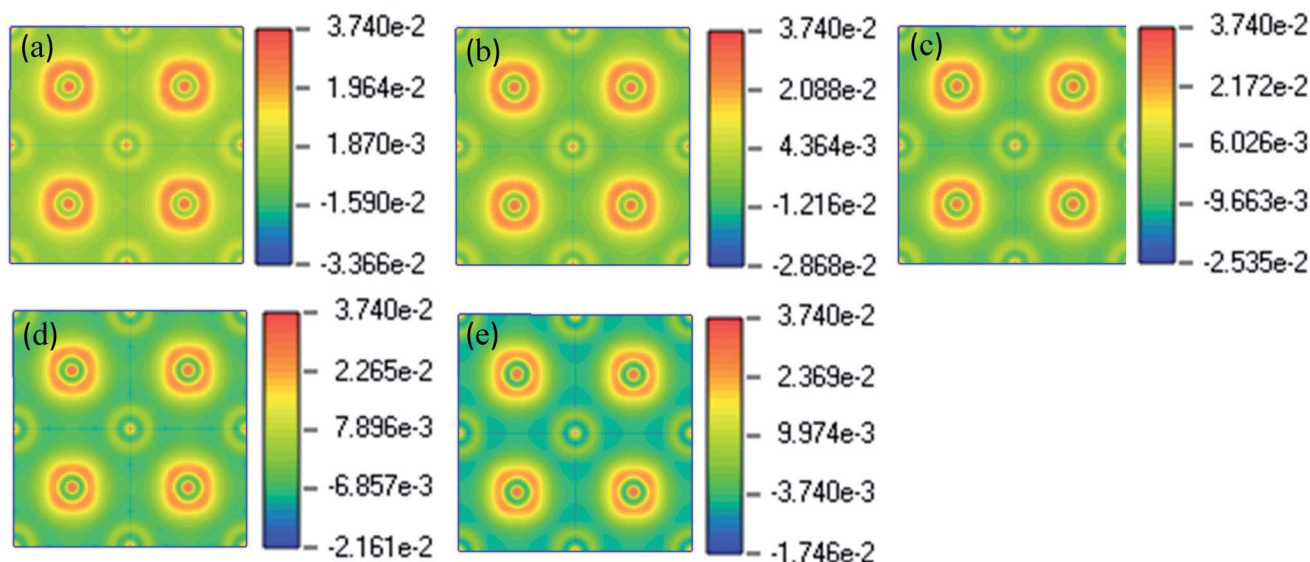 (a)
3.740e-2
1.964e-2
1.870e-3
-1.590e-2
-3.366e-2
(b)
3.740e-2
2.088e-2
4.364e-3
-1.216e-2
-2.868e-2
(c)
3.740e-2
2.172e-2
6.026e-3
-9.663e-3
-2.535e-2
(d)
3.740e-2
2.265e-2
7.896e-3
-6.857e-3
-2.161e-2
(e)
3.740e-2
2.369e-2
9.974e-3
-3.740e-3
-1.746e-2